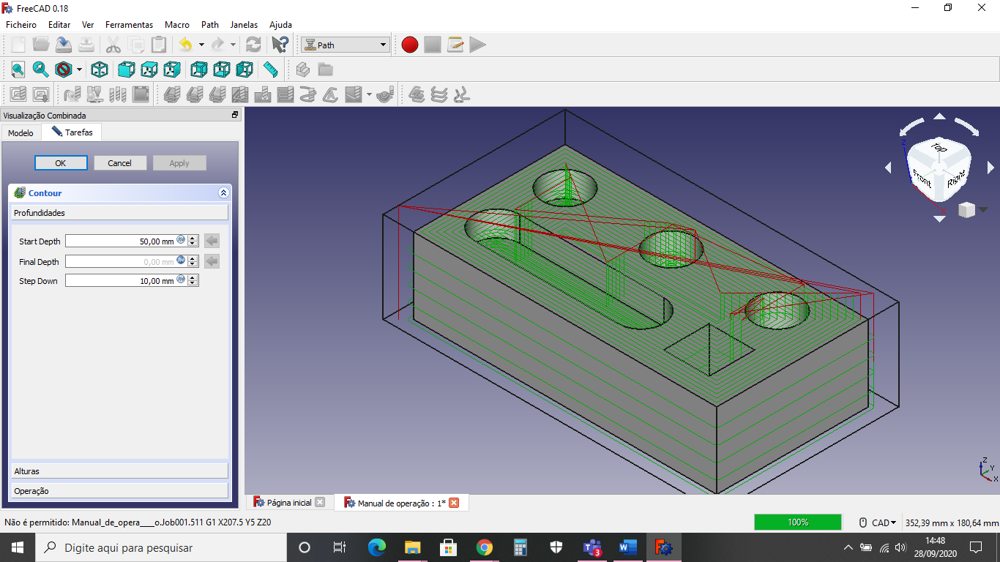 FreeCAD 0.18
Ficheiro Editar Ver Ferramentas Macro Path Janelas Ajuda
Path
Visualização Combinada
Modelo Tarefas
OK Cancel Apply
Contour
Profundidades
Start Depth 50,00 mm
Final Depth 0,00 mm
Step Down 10,00 mm
Alturas
Operação
Top
Front Right
Z
X
Z
Y
X
Página inicial Manual de operação : 1*
Não é permitido: Manual_de_opera____o.Job001.511 G1 X207.5 Y5 Z20 100% CAD 352,39 mm x 180,64 mm
Digite aqui para pesquisar 3 14:48
28/09/2020